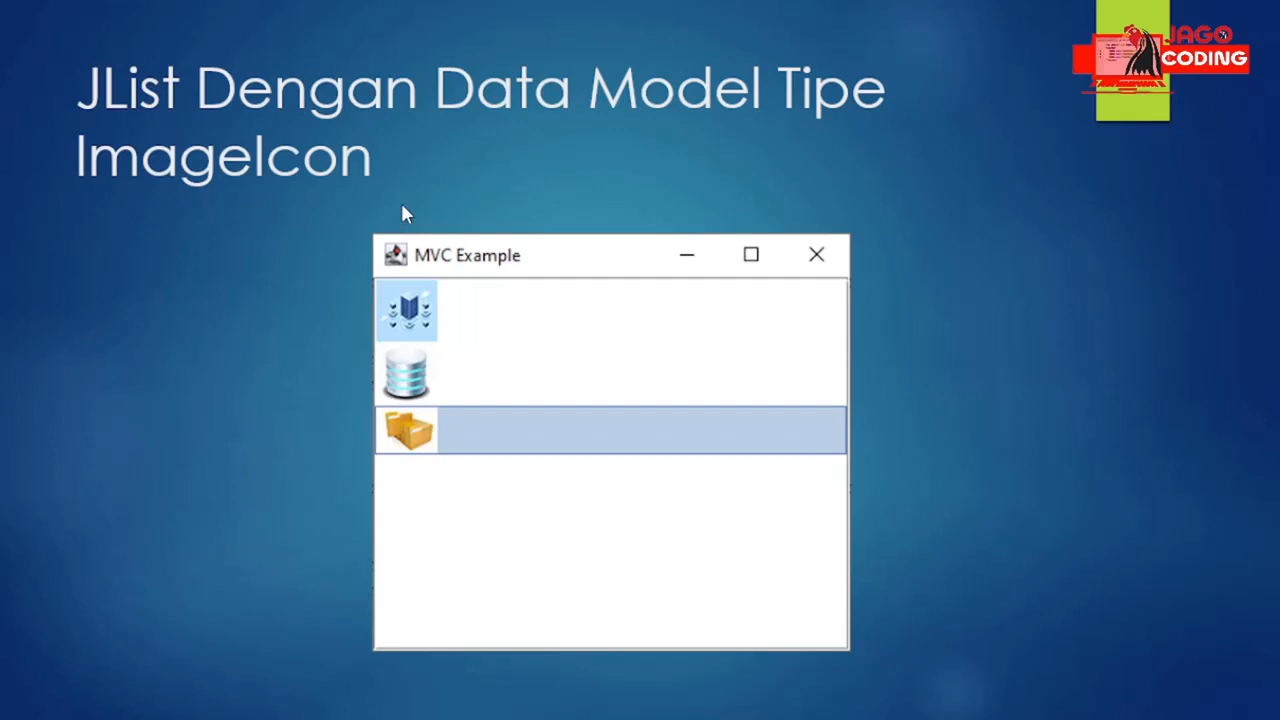 JList Dengan Data Model Tipe
ImageIcon
JAGO
CODING
MVC Example